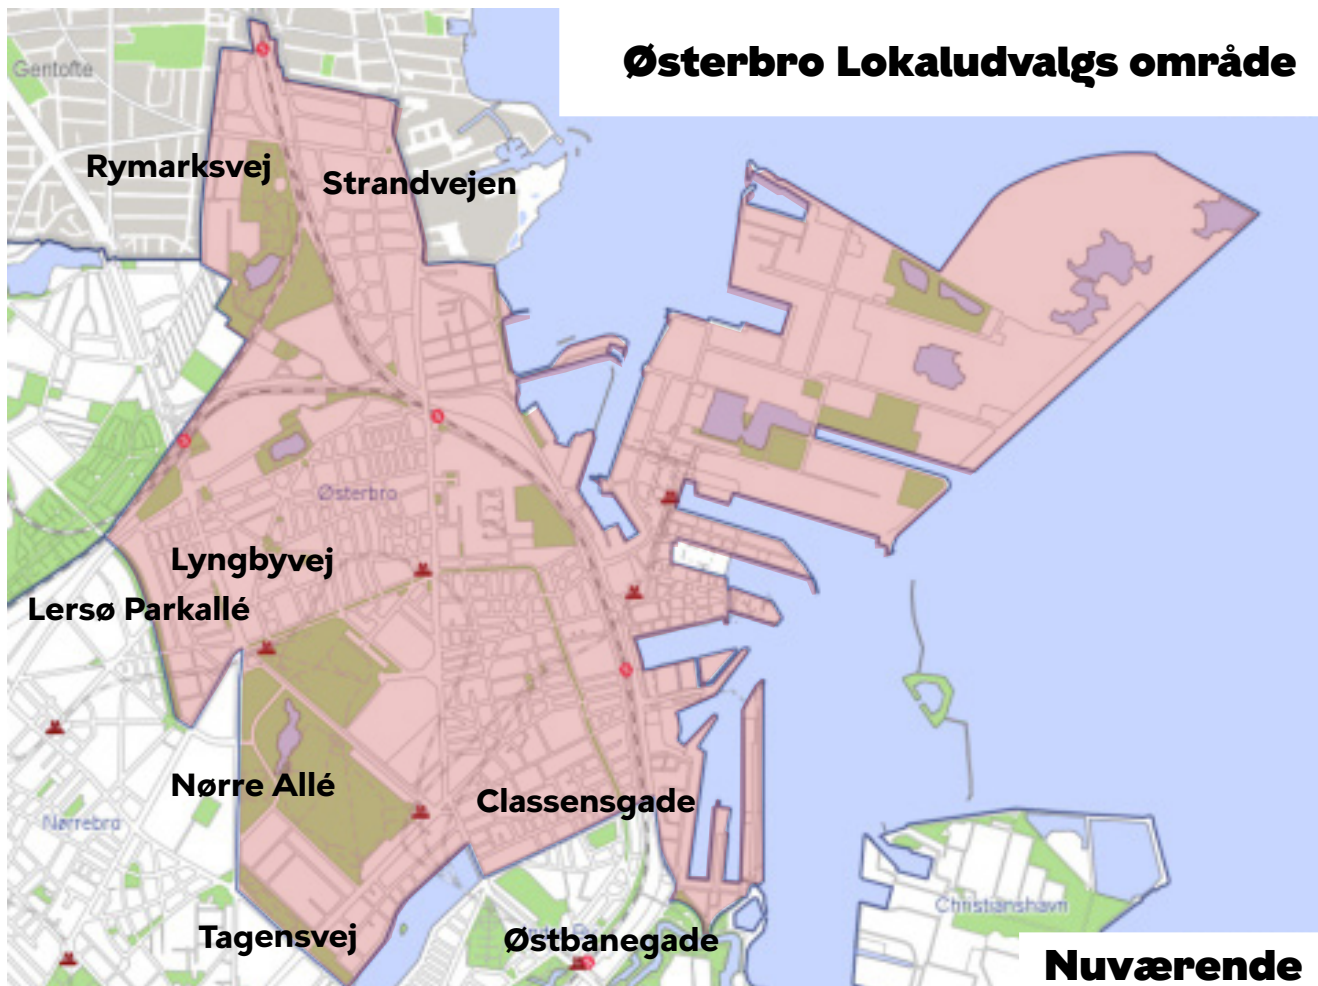 Østerbro Lokaludvalgs område
Gentofte
Rymarksvej
Strandvejen
Østerbro
Lyngbyvej
Lersø Parkallé
Nørre Allé
Classensgade
Nørrebro
Christianshavn
Tagensvej
Østbanegade
Nuværende